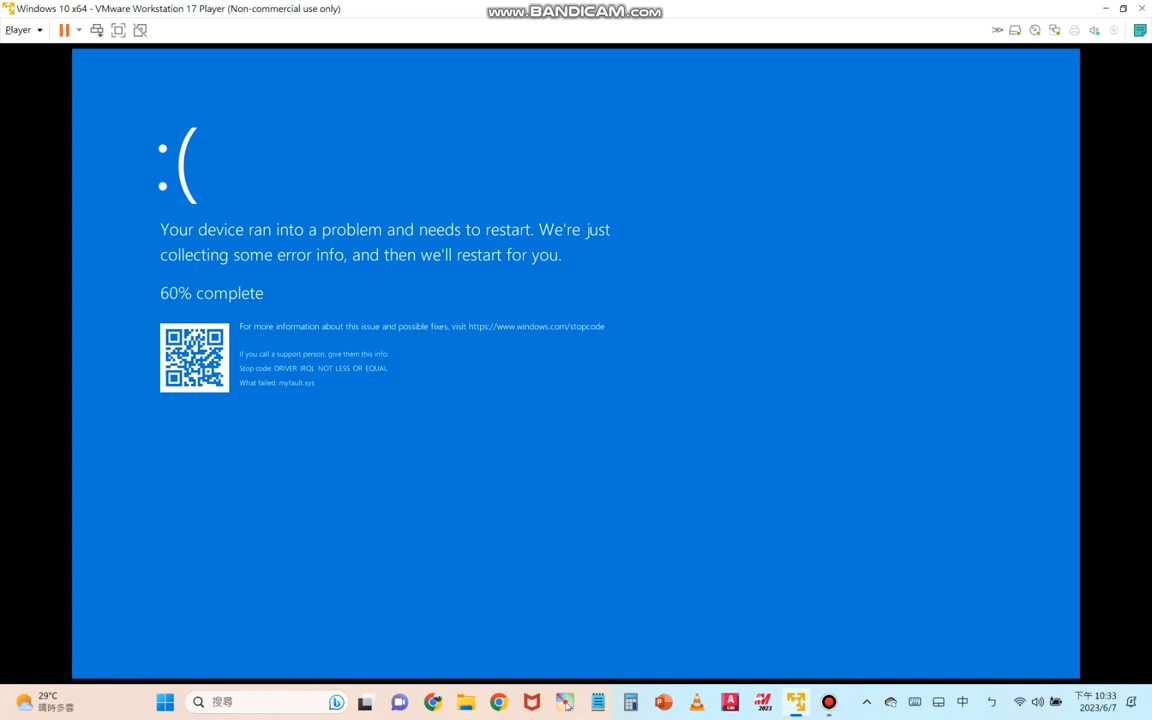 Windows 10 x64 - VMware Workstation 17 Player (Non-commercial use only)
www.BANDICAM.com
Player
:(
Your device ran into a problem and needs to restart. We're just
collecting some error info, and then we'll restart for you.
60% complete
For more information about this issue and possible fixes, visit https://www.windows.com/stopcode
If you call a support person, give them this info:
Stop code: DRIVER IRQL NOT LESS OR EQUAL
What failed: myfault.sys
29°C
晴時多雲
搜尋
2023
中
ㄅ
下午 10:33
2023/6/7